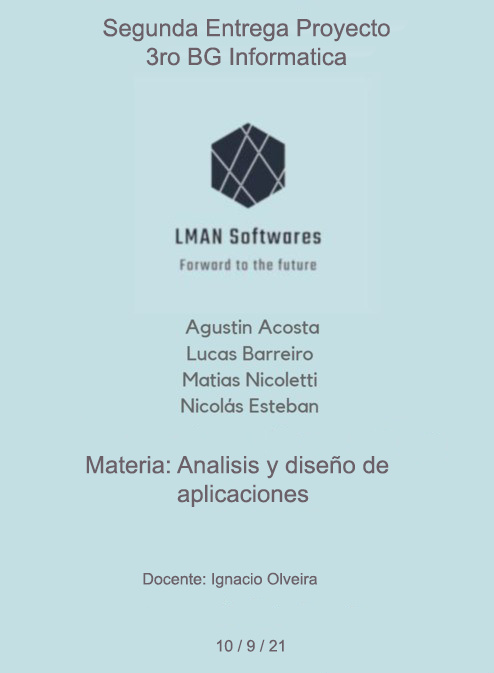 Segunda Entrega Proyecto
3ro BG Informatica
LMAN Softwares
Forward to the future
Agustin Acosta
Lucas Barreiro
Matias Nicoletti
Nicolás Esteban
Materia: Analisis y diseño de
aplicaciones
Docente: Ignacio Olveira
10 / 9 / 21